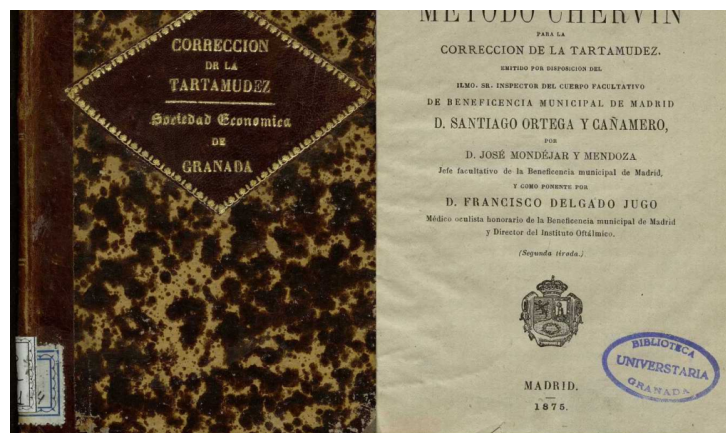 CORRECCION
DE LA
TARTAMUDEZ
Sociedad Economica
DE
GRANADA
METODO CHERVIN
PARA LA
CORRECCION DE LA TARTAMUDEZ.
EMITIDO POR DISPOSICION DEL
ILMO. SR. INSPECTOR DEL CUERPO FACULTATIVO
DE BENEFICENCIA MUNICIPAL DE MADRID
D. SANTIAGO ORTEGA Y CAÑAMERO,
POR
D. JOSÉ MONDÉJAR Y MENDOZA
Jefe facultativo de la Beneficencia municipal de Madrid,
Y COMO PONENTE POR
D. FRANCISCO DELGADO JUGO
Médico oculista honorario de la Beneficencia municipal de Madrid
y Director del Instituto Oftálmico.
(Segunda tirada.)
BIBLIOTECA
UNIVERSTARIA
GRANADA
MADRID.
1875.